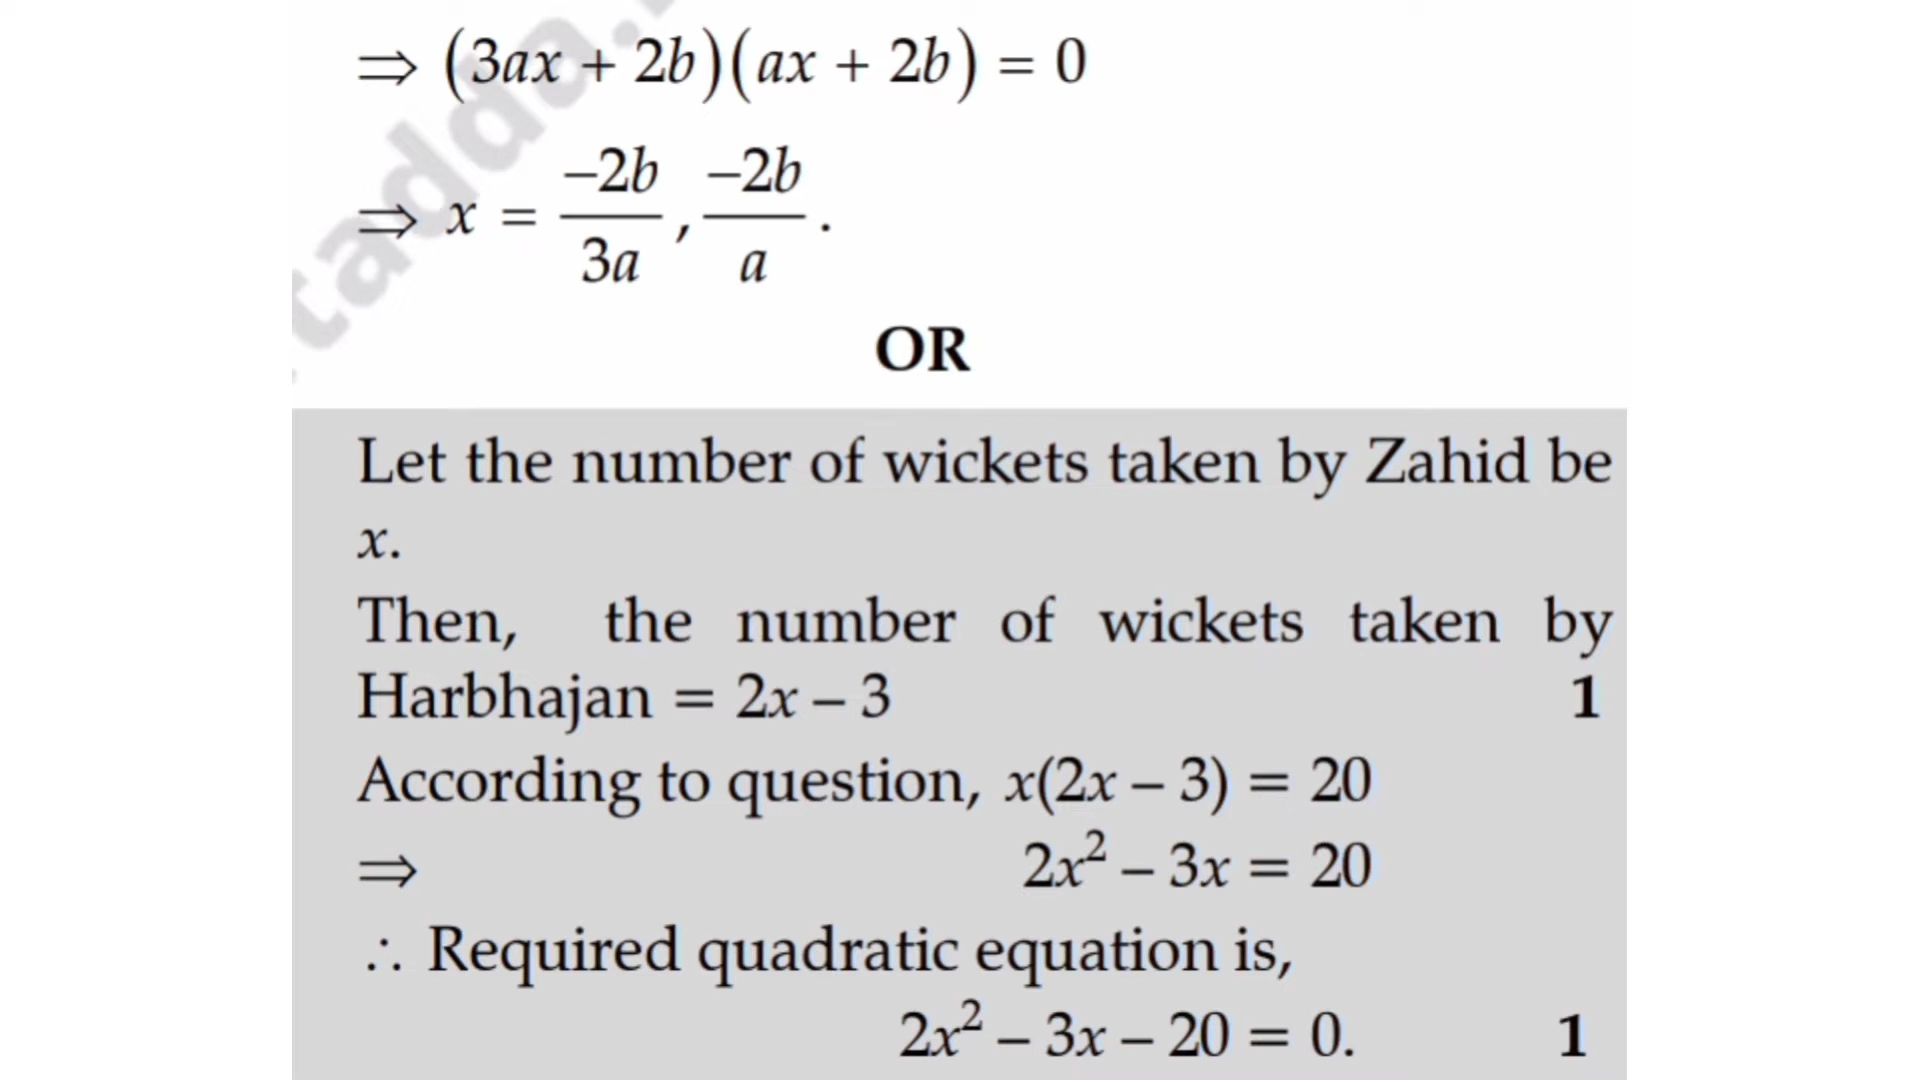 ⇒ (3ax + 2b)(ax + 2b) = 0
⇒ x = −2b/3a , −2b/a .
OR
Let the number of wickets taken by Zahid be
x.
Then, the number of wickets taken by
Harbhajan = 2x – 3 1
According to question, x(2x – 3) = 20
⇒ 2x² – 3x = 20
∴ Required quadratic equation is,
2x² – 3x – 20 = 0. 1